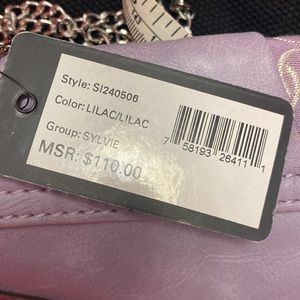 Style: SI240506
Color: LILAC/LILAC
Group: SYLVIE
MSR: $110.00
7 58193 26411 1